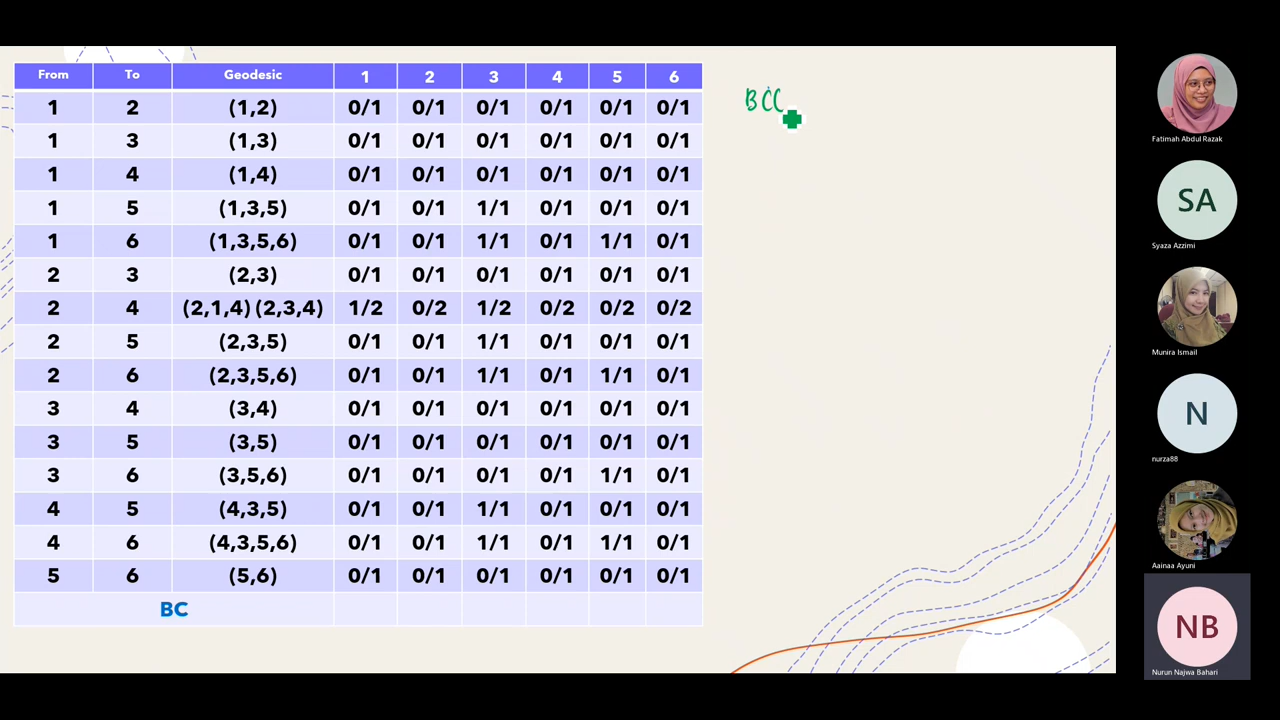 From To Geodesic 1 2 3 4 5 6
1 2 (1,2) 0/1 0/1 0/1 0/1 0/1 0/1
1 3 (1,3) 0/1 0/1 0/1 0/1 0/1 0/1
1 4 (1,4) 0/1 0/1 0/1 0/1 0/1 0/1
1 5 (1,3,5) 0/1 0/1 1/1 0/1 0/1 0/1
1 6 (1,3,5,6) 0/1 0/1 1/1 0/1 1/1 0/1
2 3 (2,3) 0/1 0/1 0/1 0/1 0/1 0/1
2 4 (2,1,4) (2,3,4) 1/2 0/2 1/2 0/2 0/2 0/2
2 5 (2,3,5) 0/1 0/1 1/1 0/1 0/1 0/1
2 6 (2,3,5,6) 0/1 0/1 1/1 0/1 1/1 0/1
3 4 (3,4) 0/1 0/1 0/1 0/1 0/1 0/1
3 5 (3,5) 0/1 0/1 0/1 0/1 0/1 0/1
3 6 (3,5,6) 0/1 0/1 0/1 0/1 1/1 0/1
4 5 (4,3,5) 0/1 0/1 1/1 0/1 0/1 0/1
4 6 (4,3,5,6) 0/1 0/1 1/1 0/1 1/1 0/1
5 6 (5,6) 0/1 0/1 0/1 0/1 0/1 0/1
BC
Fatimah Abdul Razak
SA
Syaza Azzimi
Munira Ismail
N
nurza88
Aainaa Ayuni
NB
Nurun Najwa Bahari